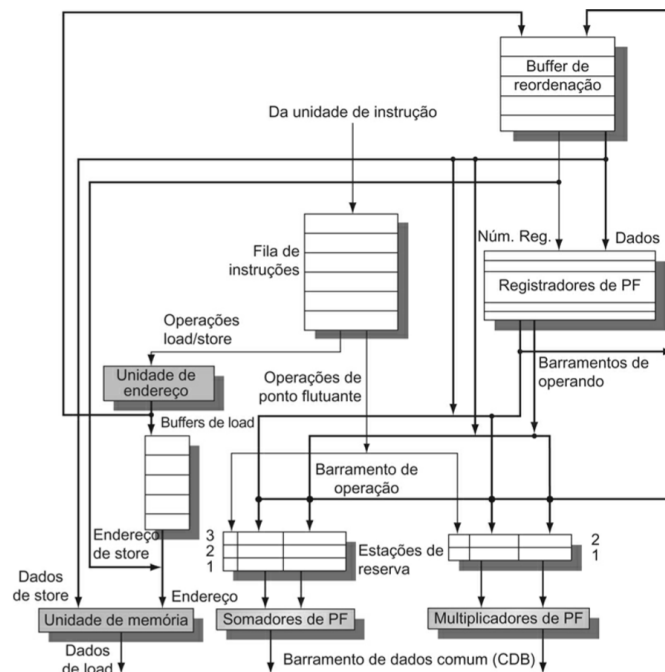 Buffer de
reordenação
Da unidade de instrução
Núm. Reg.
Dados
Fila de
instruções
Registradores de PF
Operações
load/store
Barramentos de
operando
Unidade de
endereço
Operações de
ponto flutuante
Buffers de load
Barramento de
operação
Endereço
de store
3
2
1
Estações de
reserva
2
1
Dados
de store
Endereço
Unidade de memória
Somadores de PF
Multiplicadores de PF
Dados
de load
Barramento de dados comum (CDB)